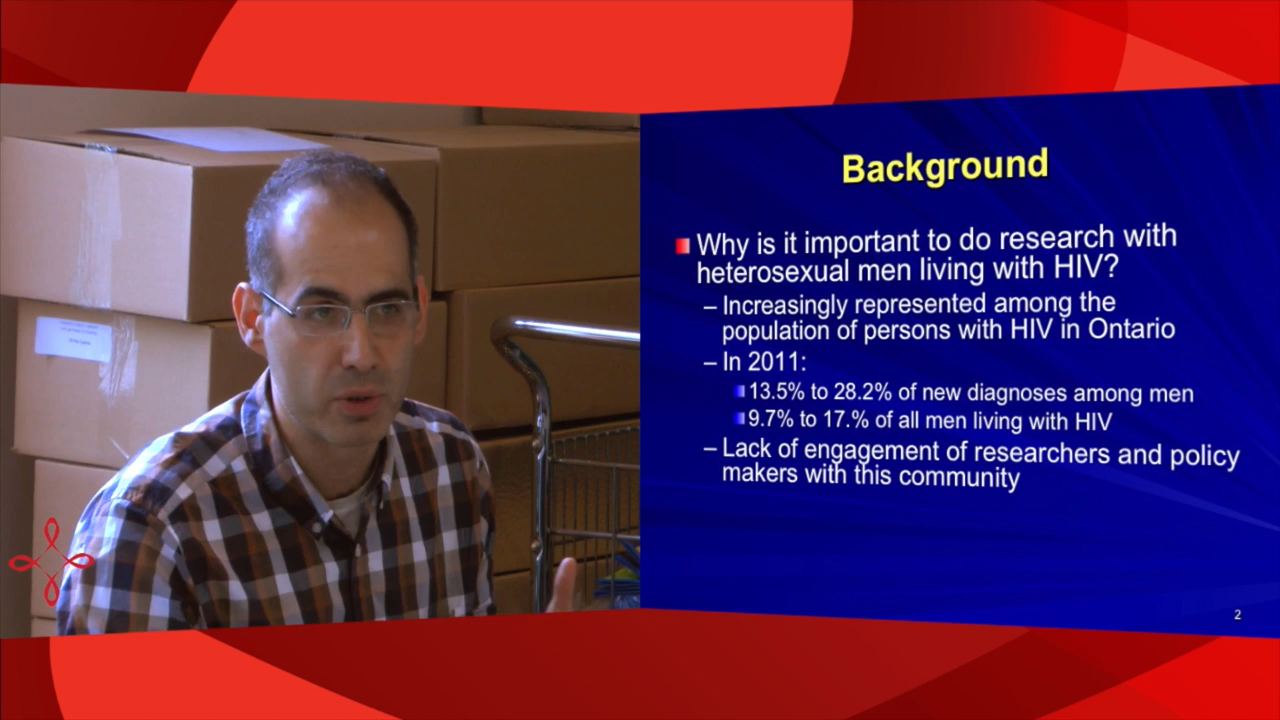 Background
Why is it important to do research with
heterosexual men living with HIV?
– Increasingly represented among the
population of persons with HIV in Ontario
– In 2011:
13.5% to 28.2% of new diagnoses among men
9.7% to 17.% of all men living with HIV
– Lack of engagement of researchers and policy
makers with this community
2